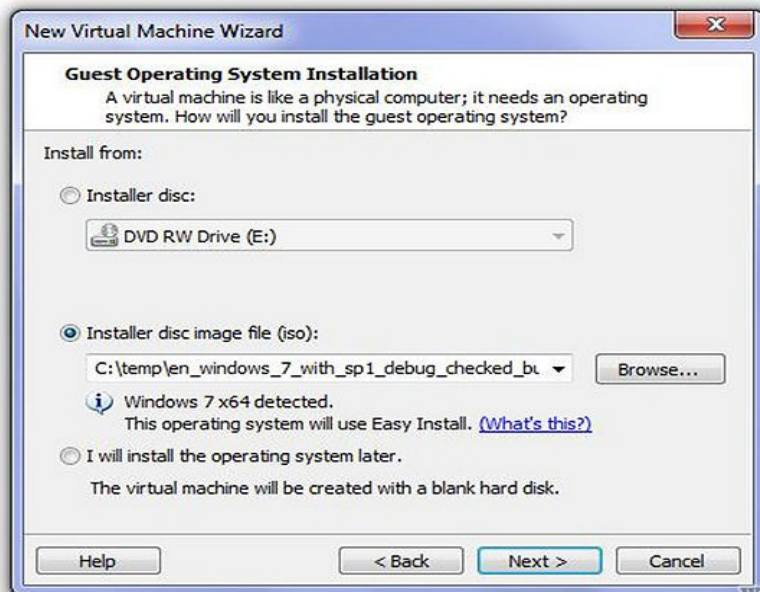 New Virtual Machine Wizard
Guest Operating System Installation
A virtual machine is like a physical computer; it needs an operating
system. How will you install the guest operating system?
Install from:
Installer disc:
DVD RW Drive (E:)
Installer disc image file (iso):
C:\temp\en_windows_7_with_sp1_debug_checked_bu
Browse...
Windows 7 x64 detected.
This operating system will use Easy Install. (What's this?)
I will install the operating system later.
The virtual machine will be created with a blank hard disk.
Help < Back Next > Cancel